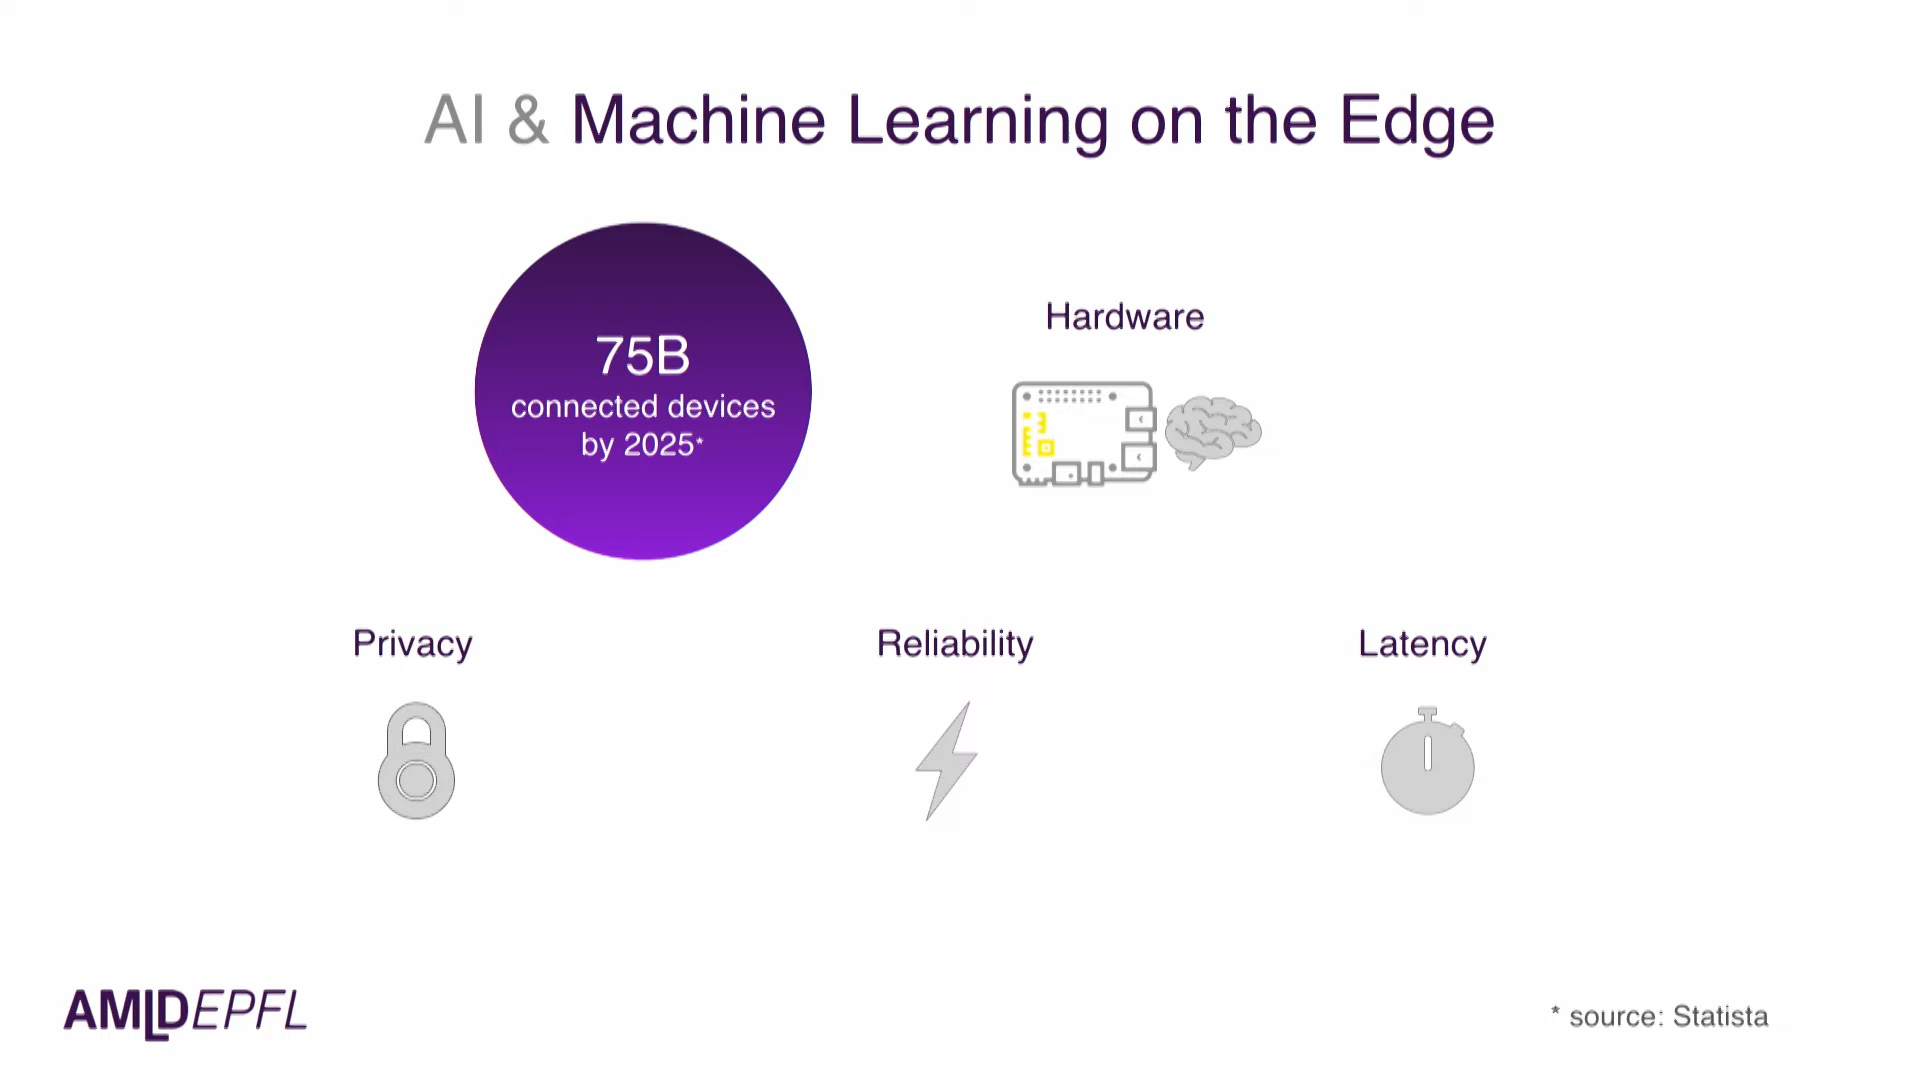 AI & Machine Learning on the Edge
75B
connected devices
by 2025*
Hardware
Privacy
Reliability
Latency
AMLDEPFL
* source: Statista